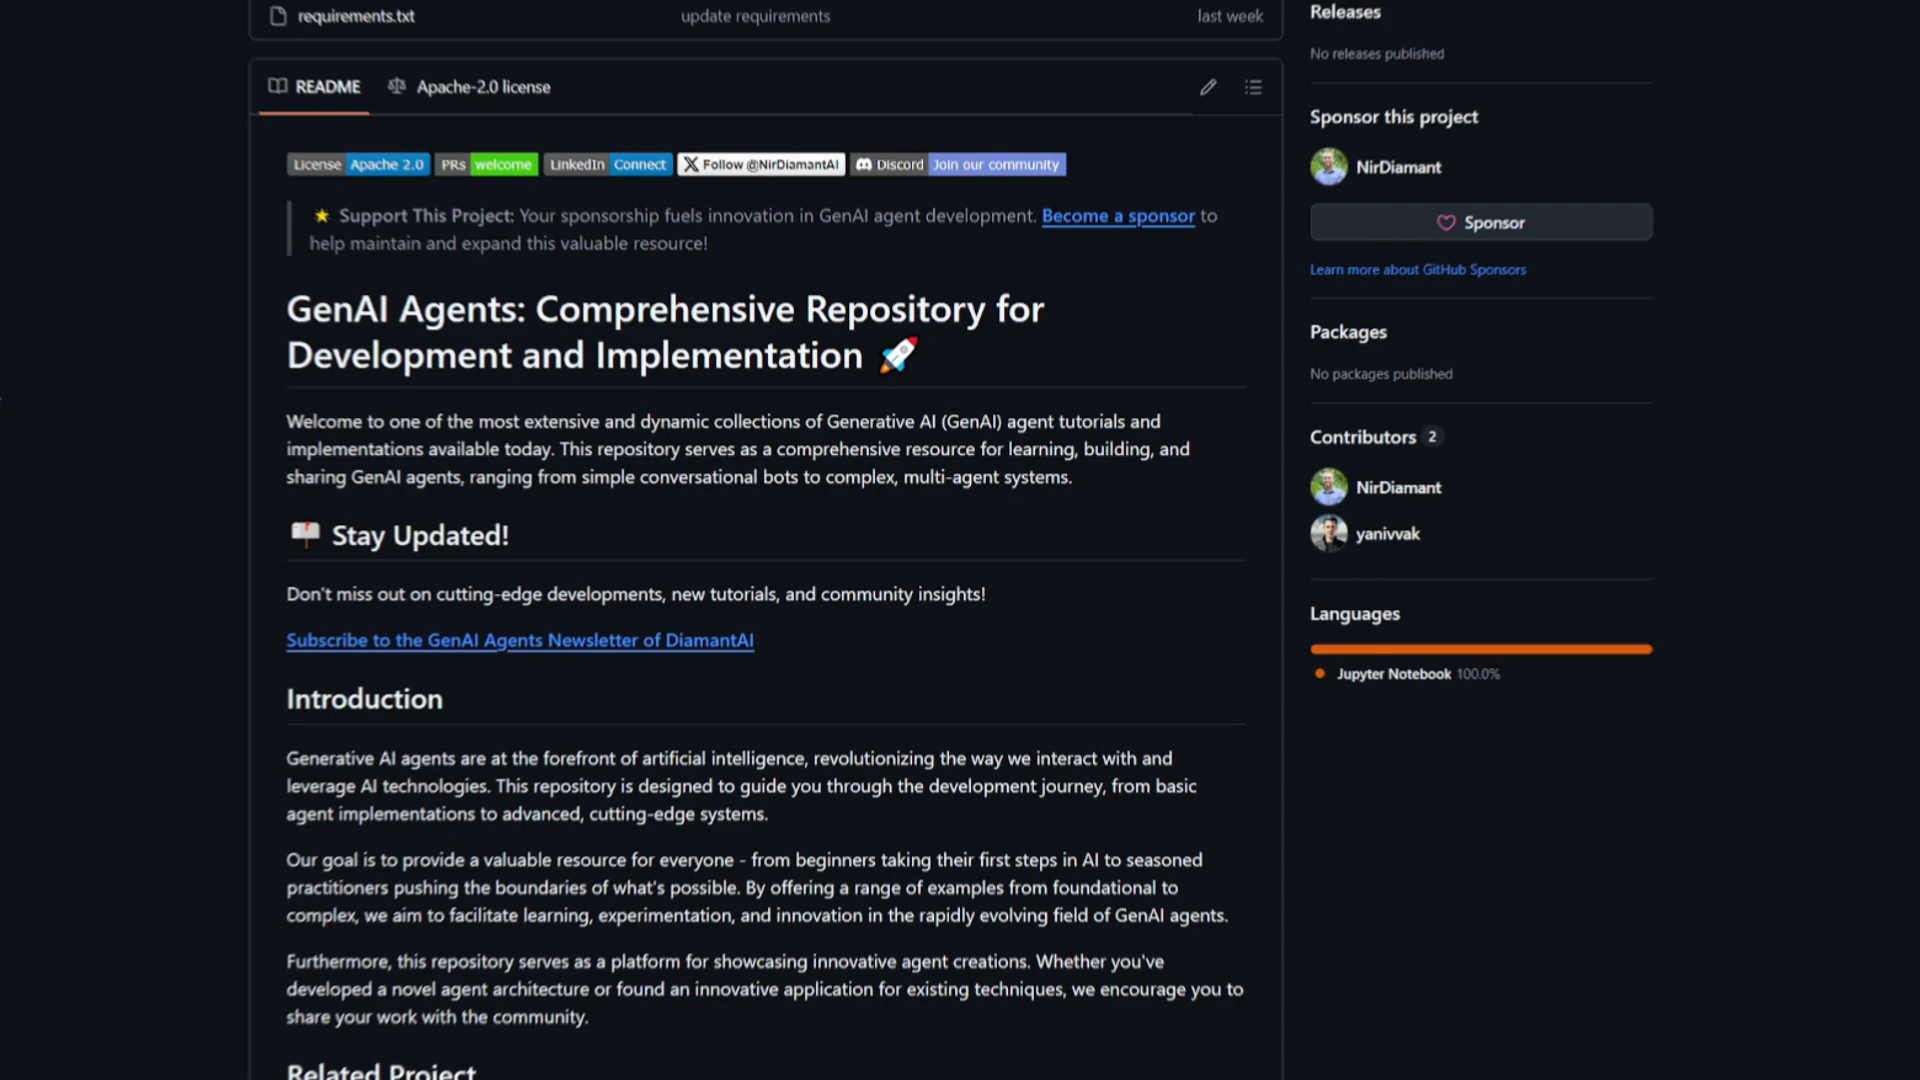 requirements.txt update requirements last week
README Apache-2.0 license
License Apache 2.0 PRs welcome LinkedIn Connect Follow @NirDiamantAI Discord Join our community
Support This Project: Your sponsorship fuels innovation in GenAI agent development. Become a sponsor to
help maintain and expand this valuable resource!
GenAI Agents: Comprehensive Repository for
Development and Implementation 🚀
Welcome to one of the most extensive and dynamic collections of Generative AI (GenAI) agent tutorials and
implementations available today. This repository serves as a comprehensive resource for learning, building, and
sharing GenAI agents, ranging from simple conversational bots to complex, multi-agent systems.
Stay Updated!
Don't miss out on cutting-edge developments, new tutorials, and community insights!
Subscribe to the GenAI Agents Newsletter of DiamantAI
Introduction
Generative AI agents are at the forefront of artificial intelligence, revolutionizing the way we interact with and
leverage AI technologies. This repository is designed to guide you through the development journey, from basic
agent implementations to advanced, cutting-edge systems.
Our goal is to provide a valuable resource for everyone - from beginners taking their first steps in AI to seasoned
practitioners pushing the boundaries of what's possible. By offering a range of examples from foundational to
complex, we aim to facilitate learning, experimentation, and innovation in the rapidly evolving field of GenAI agents.
Furthermore, this repository serves as a platform for showcasing innovative agent creations. Whether you've
developed a novel agent architecture or found an innovative application for existing techniques, we encourage you to
share your work with the community.
Related Project
Releases
No releases published
Sponsor this project
NirDiamant
Sponsor
Learn more about GitHub Sponsors
Packages
No packages published
Contributors 2
NirDiamant
yanivvak
Languages
Jupyter Notebook 100.0%